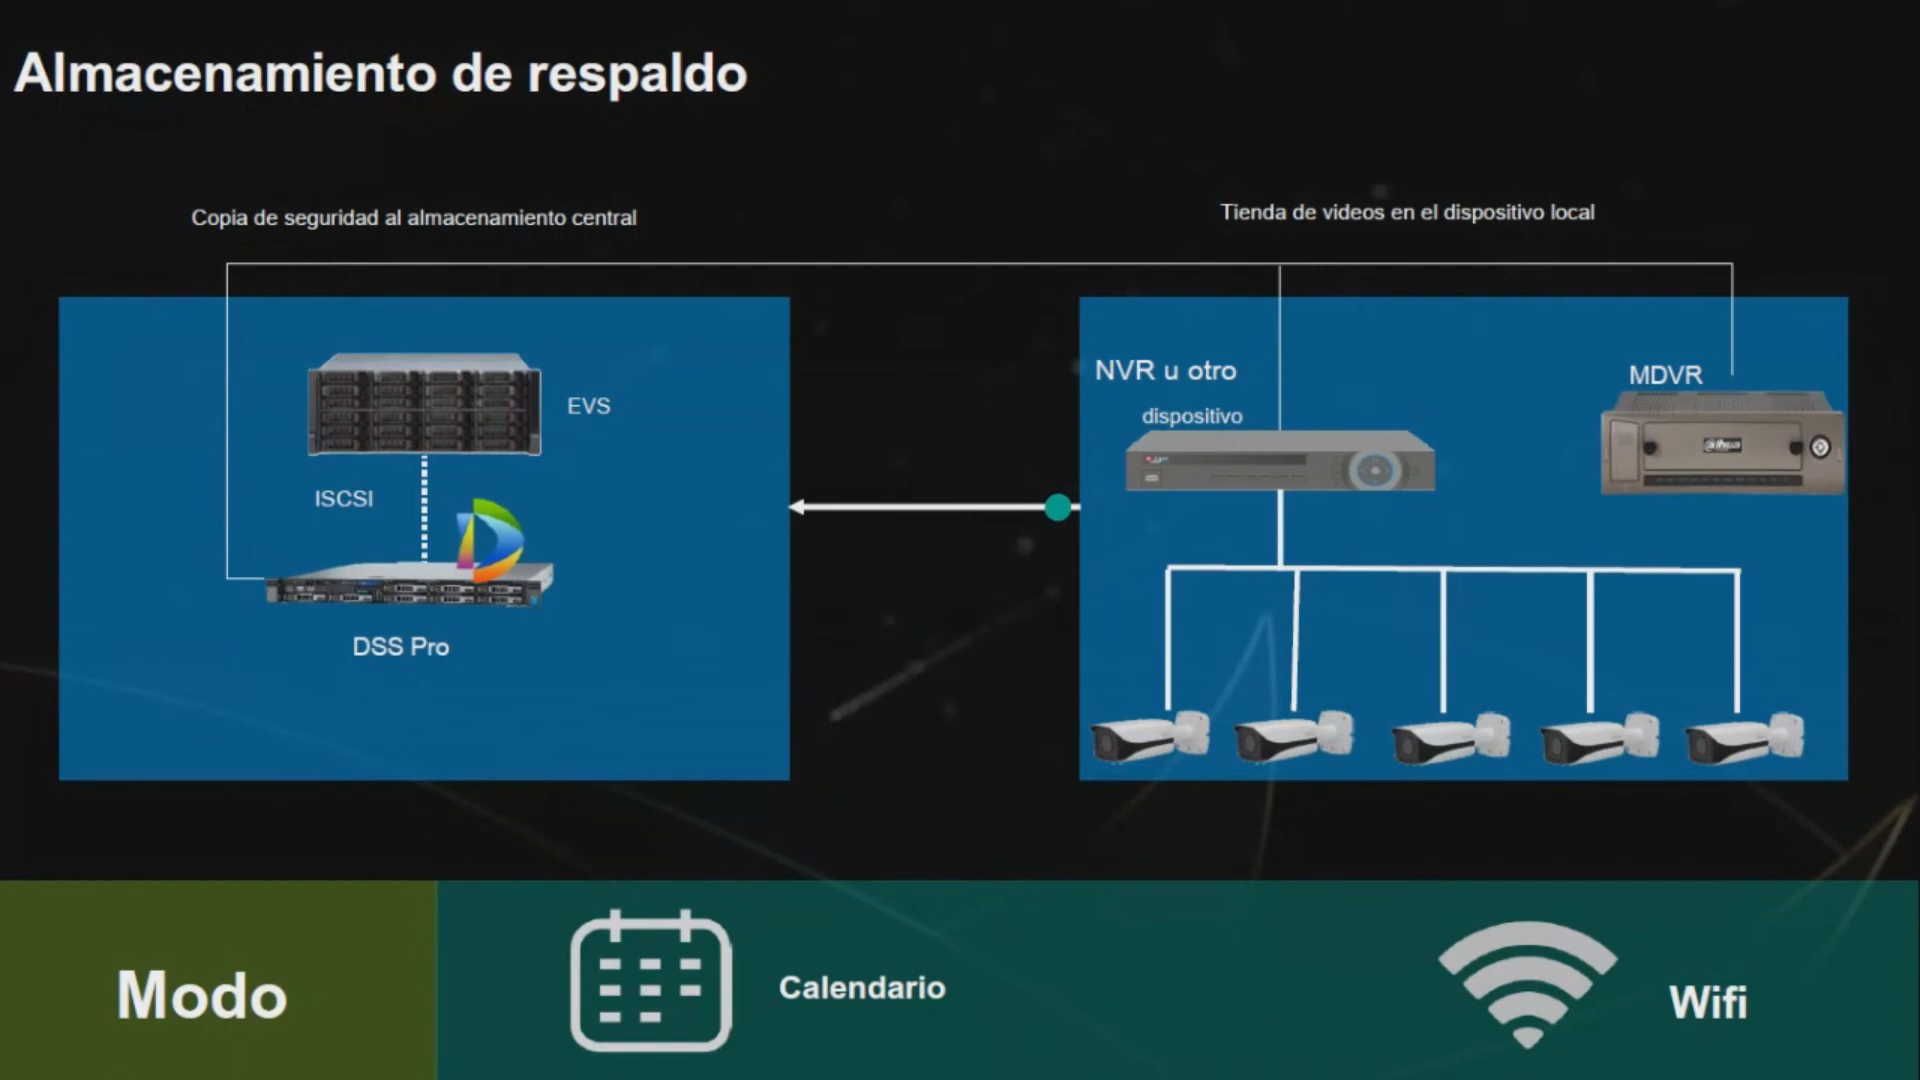 Almacenamiento de respaldo
Copia de seguridad al almacenamiento central
Tienda de videos en el dispositivo local
EVS
ISCSI
DSS Pro
NVR u otro
dispositivo
MDVR
alhua
Modo
Calendario
Wifi